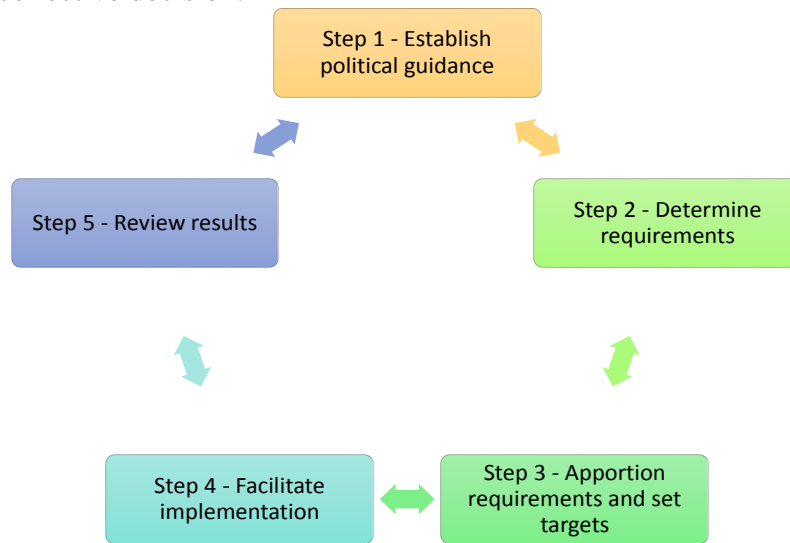 Step 1 - Establish
political guidance
Step 5 - Review results
Step 2 - Determine
requirements
Step 4 - Facilitate
implementation
Step 3 - Apportion
requirements and set
targets